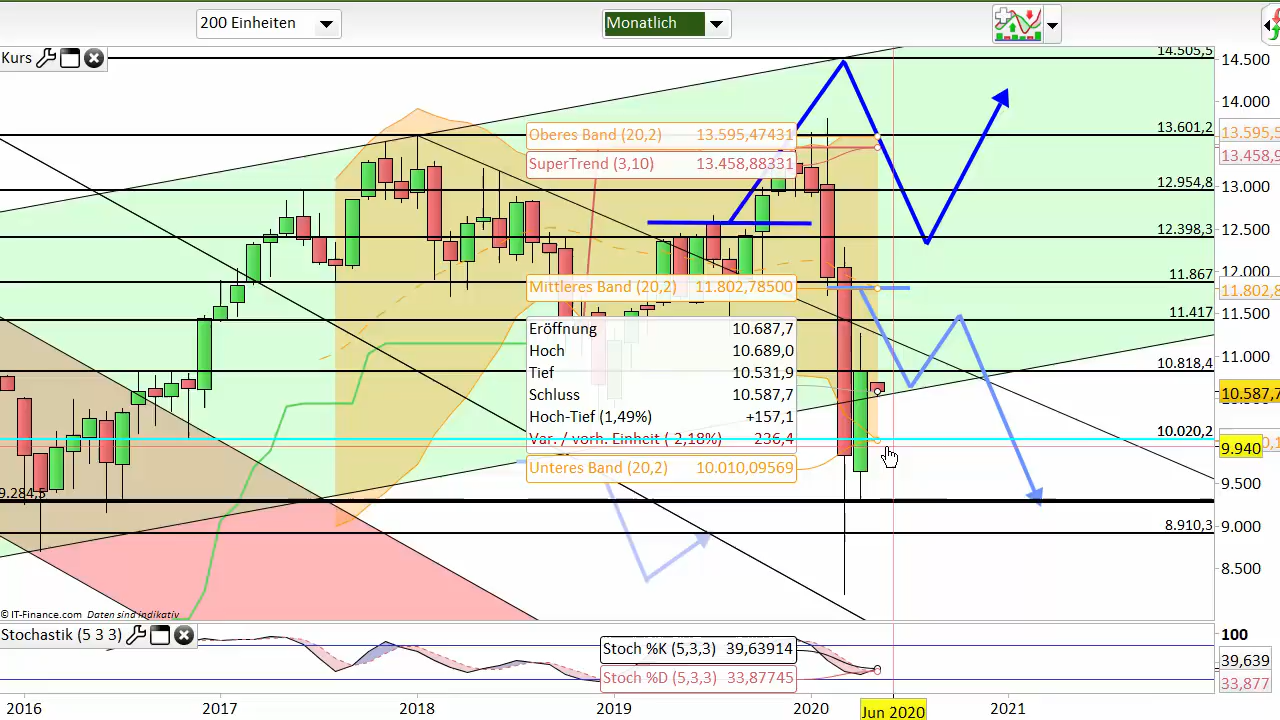 200 Einheiten
Monatlich
Kurs
14.505,5
13.601,2
12.954,8
12.398,3
11.867
11.417
10.818,4
10.020,2
8.910,3
9.284,5
14.500
14.000
13.595,5
13.458,9
13.000
12.500
12.000
11.802,8
11.500
11.000
10.587,7
9.940
9.500
9.000
8.500
Oberes Band (20,2) 13.595,47431
SuperTrend (3,10) 13.458,88331
Mittleres Band (20,2) 11.802,78500
Eröffnung 10.687,7
Hoch 10.689,0
Tief 10.531,9
Schluss 10.587,7
Hoch-Tief (1,49%) +157,1
Var. / vorh. Einheit (-2,18%) -236,4
Unteres Band (20,2) 10.010,09569
© IT-Finance.com Daten sind indikativ
Stochastik (5 3 3)
Stoch %K (5,3,3) 39,63914
Stoch %D (5,3,3) 33,87745
100
39,639
33,877
2016
2017
2018
2019
2020
Jun 2020
2021